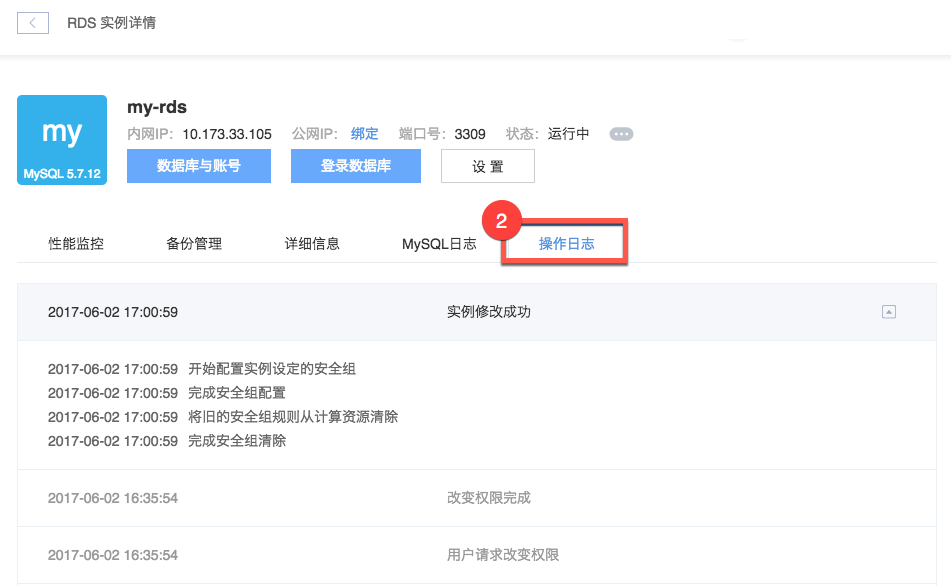 RDS 实例详情
my
MySQL 5.7.12
my-rds
内网IP: 10.173.33.105 公网IP: 绑定 端口号: 3309 状态: 运行中
数据库与账号 登录数据库 设 置
2
性能监控 备份管理 详细信息 MySQL日志 操作日志
2017-06-02 17:00:59 实例修改成功
2017-06-02 17:00:59 开始配置实例设定的安全组
2017-06-02 17:00:59 完成安全组配置
2017-06-02 17:00:59 将旧的安全组规则从计算资源清除
2017-06-02 17:00:59 完成安全组清除
2017-06-02 16:35:54 改变权限完成
2017-06-02 16:35:54 用户请求改变权限